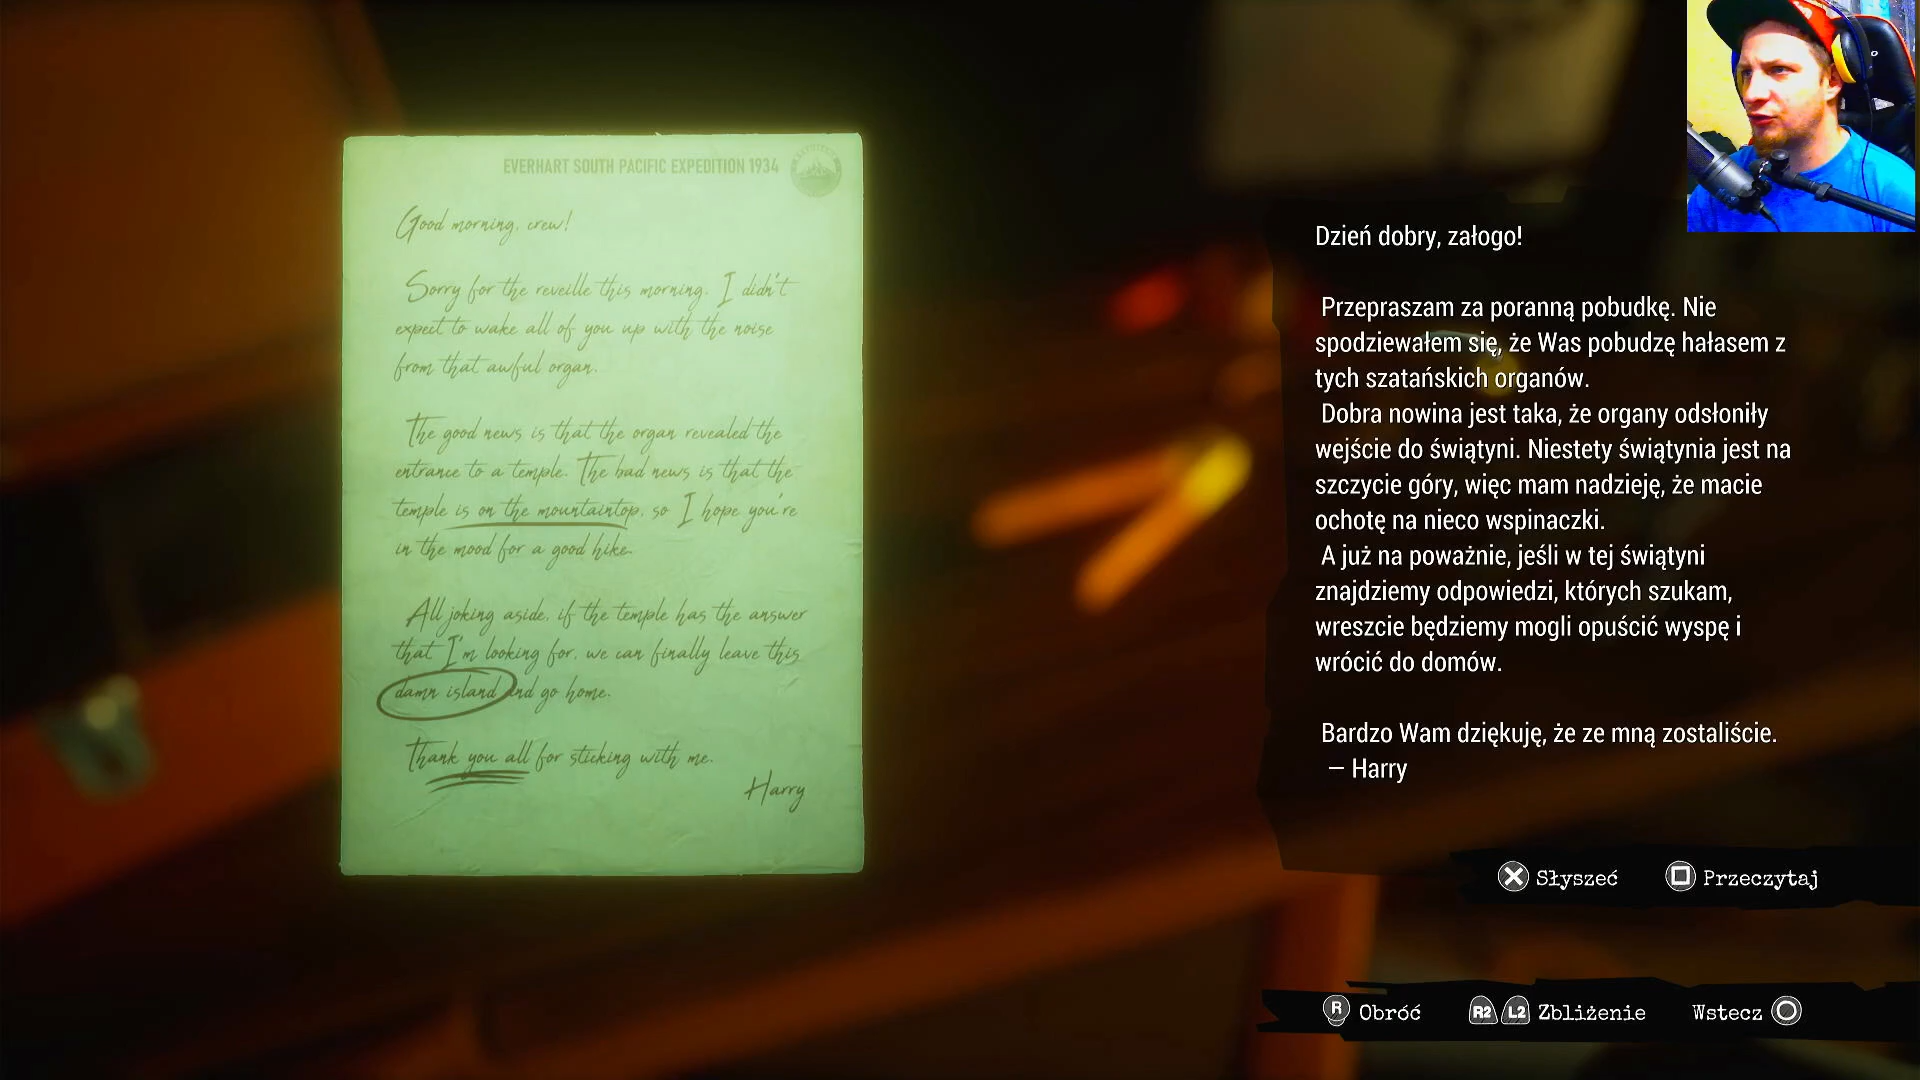 EVERHART SOUTH PACIFIC EXPEDITION 1934
Good morning, crew!
Sorry for the reveille this morning. I didn't
expect to wake all of you up with the noise
from that awful organ.
The good news is that the organ revealed the
entrance to a temple. The bad news is that the
temple is on the mountaintop, so I hope you're
in the mood for a good hike.
All joking aside, if the temple has the answer
that I'm looking for, we can finally leave this
damn island and go home.
Thank you all for sticking with me.
Harry
Dzień dobry, załogo!
Przepraszam za poranną pobudkę. Nie
spodziewałem się, że Was pobudzę hałasem z
tych szatańskich organów.
Dobra nowina jest taka, że organy odsłoniły
wejście do świątyni. Niestety świątynia jest na
szczycie góry, więc mam nadzieję, że macie
ochotę na nieco wspinaczki.
A już na poważnie, jeśli w tej świątyni
znajdziemy odpowiedzi, których szukam,
wreszcie będziemy mogli opuścić wyspę i
wrócić do domów.
Bardzo Wam dziękuję, że ze mną zostaliście.
– Harry
Słyszeć Przeczytaj
R Obróć R2 L2 Zbliżenie Wstecz